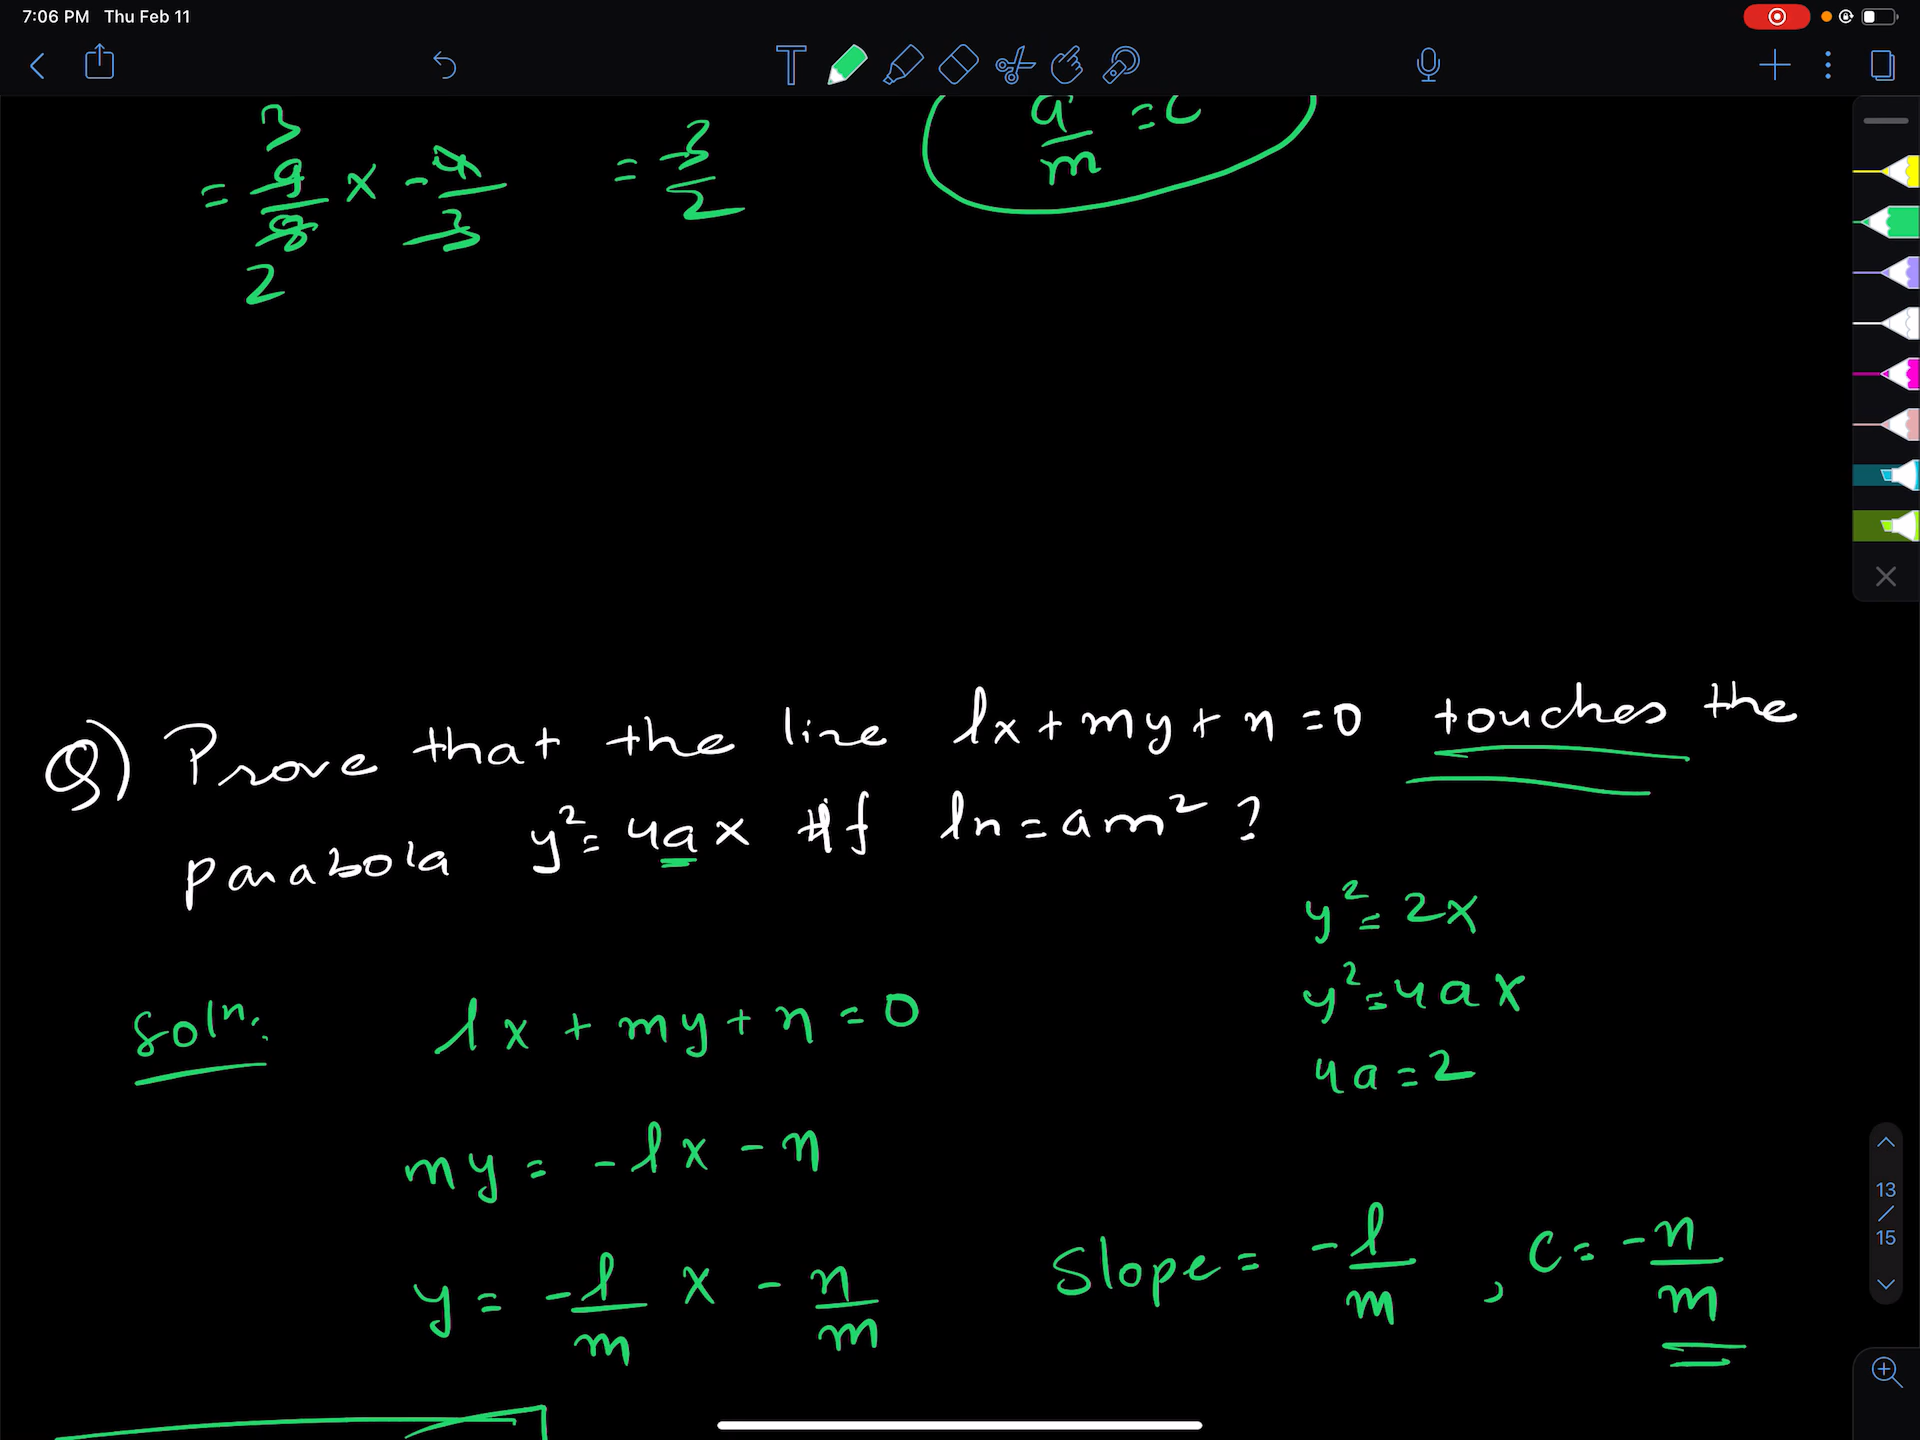 7:06 PM Thu Feb 11
3
= 9/8 x -4/3 = -3/2
2
a/m = c
Q) Prove that the line lx + my + n = 0 touches the
parabola y² = 4ax if ln = am² ?
y² = 2x
y² = 4ax
4a = 2
Soln: lx + my + n = 0
my = -lx - n
y = -l/m x - n/m
Slope = -l/m , c = -n/m
13
/
15